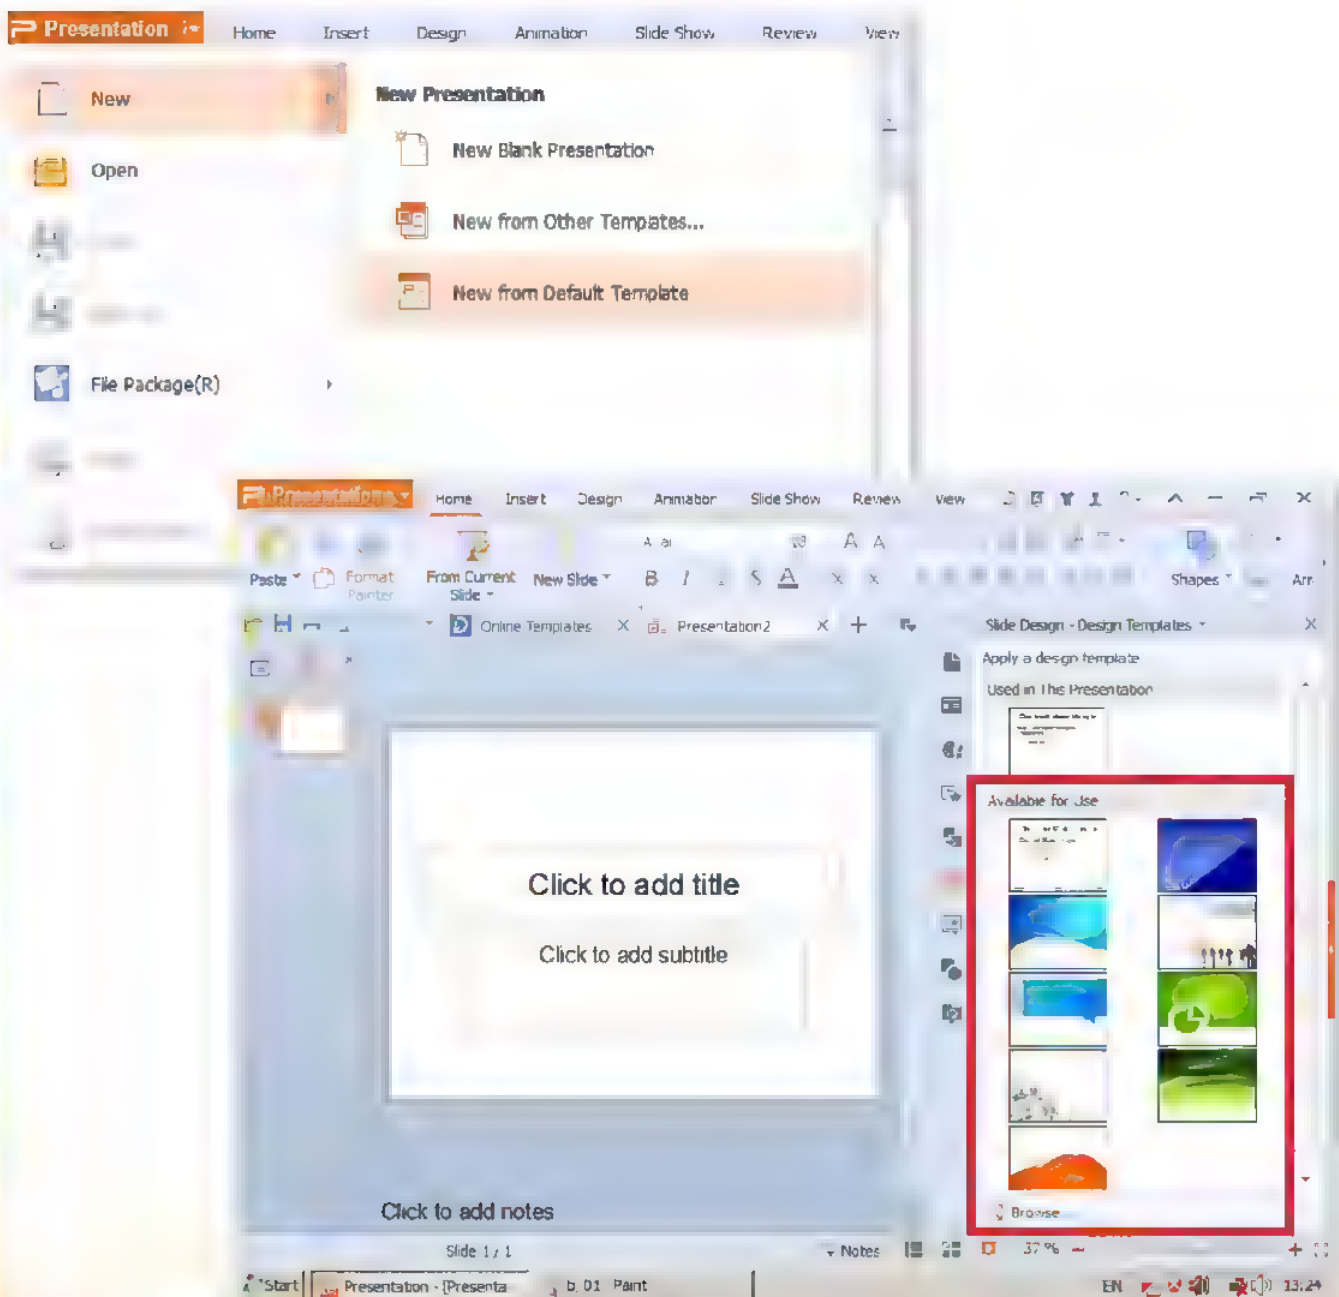 Presentation
Home Insert Design Animation Slide Show Review View
New
Open
File Package(R)
New Presentation
New Blank Presentation
New from Other Templates...
New from Default Template
Presentations
Home Insert Design Animation Slide Show Review View
Paste
Format Painter
From Current Slide
New Slide
B I S A X X
A A
Shapes
Arr
Online Templates
Presentation2
Slide Design - Design Templates
Apply a design template
Used in This Presentation
Available for Use
Click to add title
Click to add subtitle
Browse
Click to add notes
Slide 1 / 1
Notes
37 %
Start
Presentation - [Presenta
b_01 Paint
EN
13:24